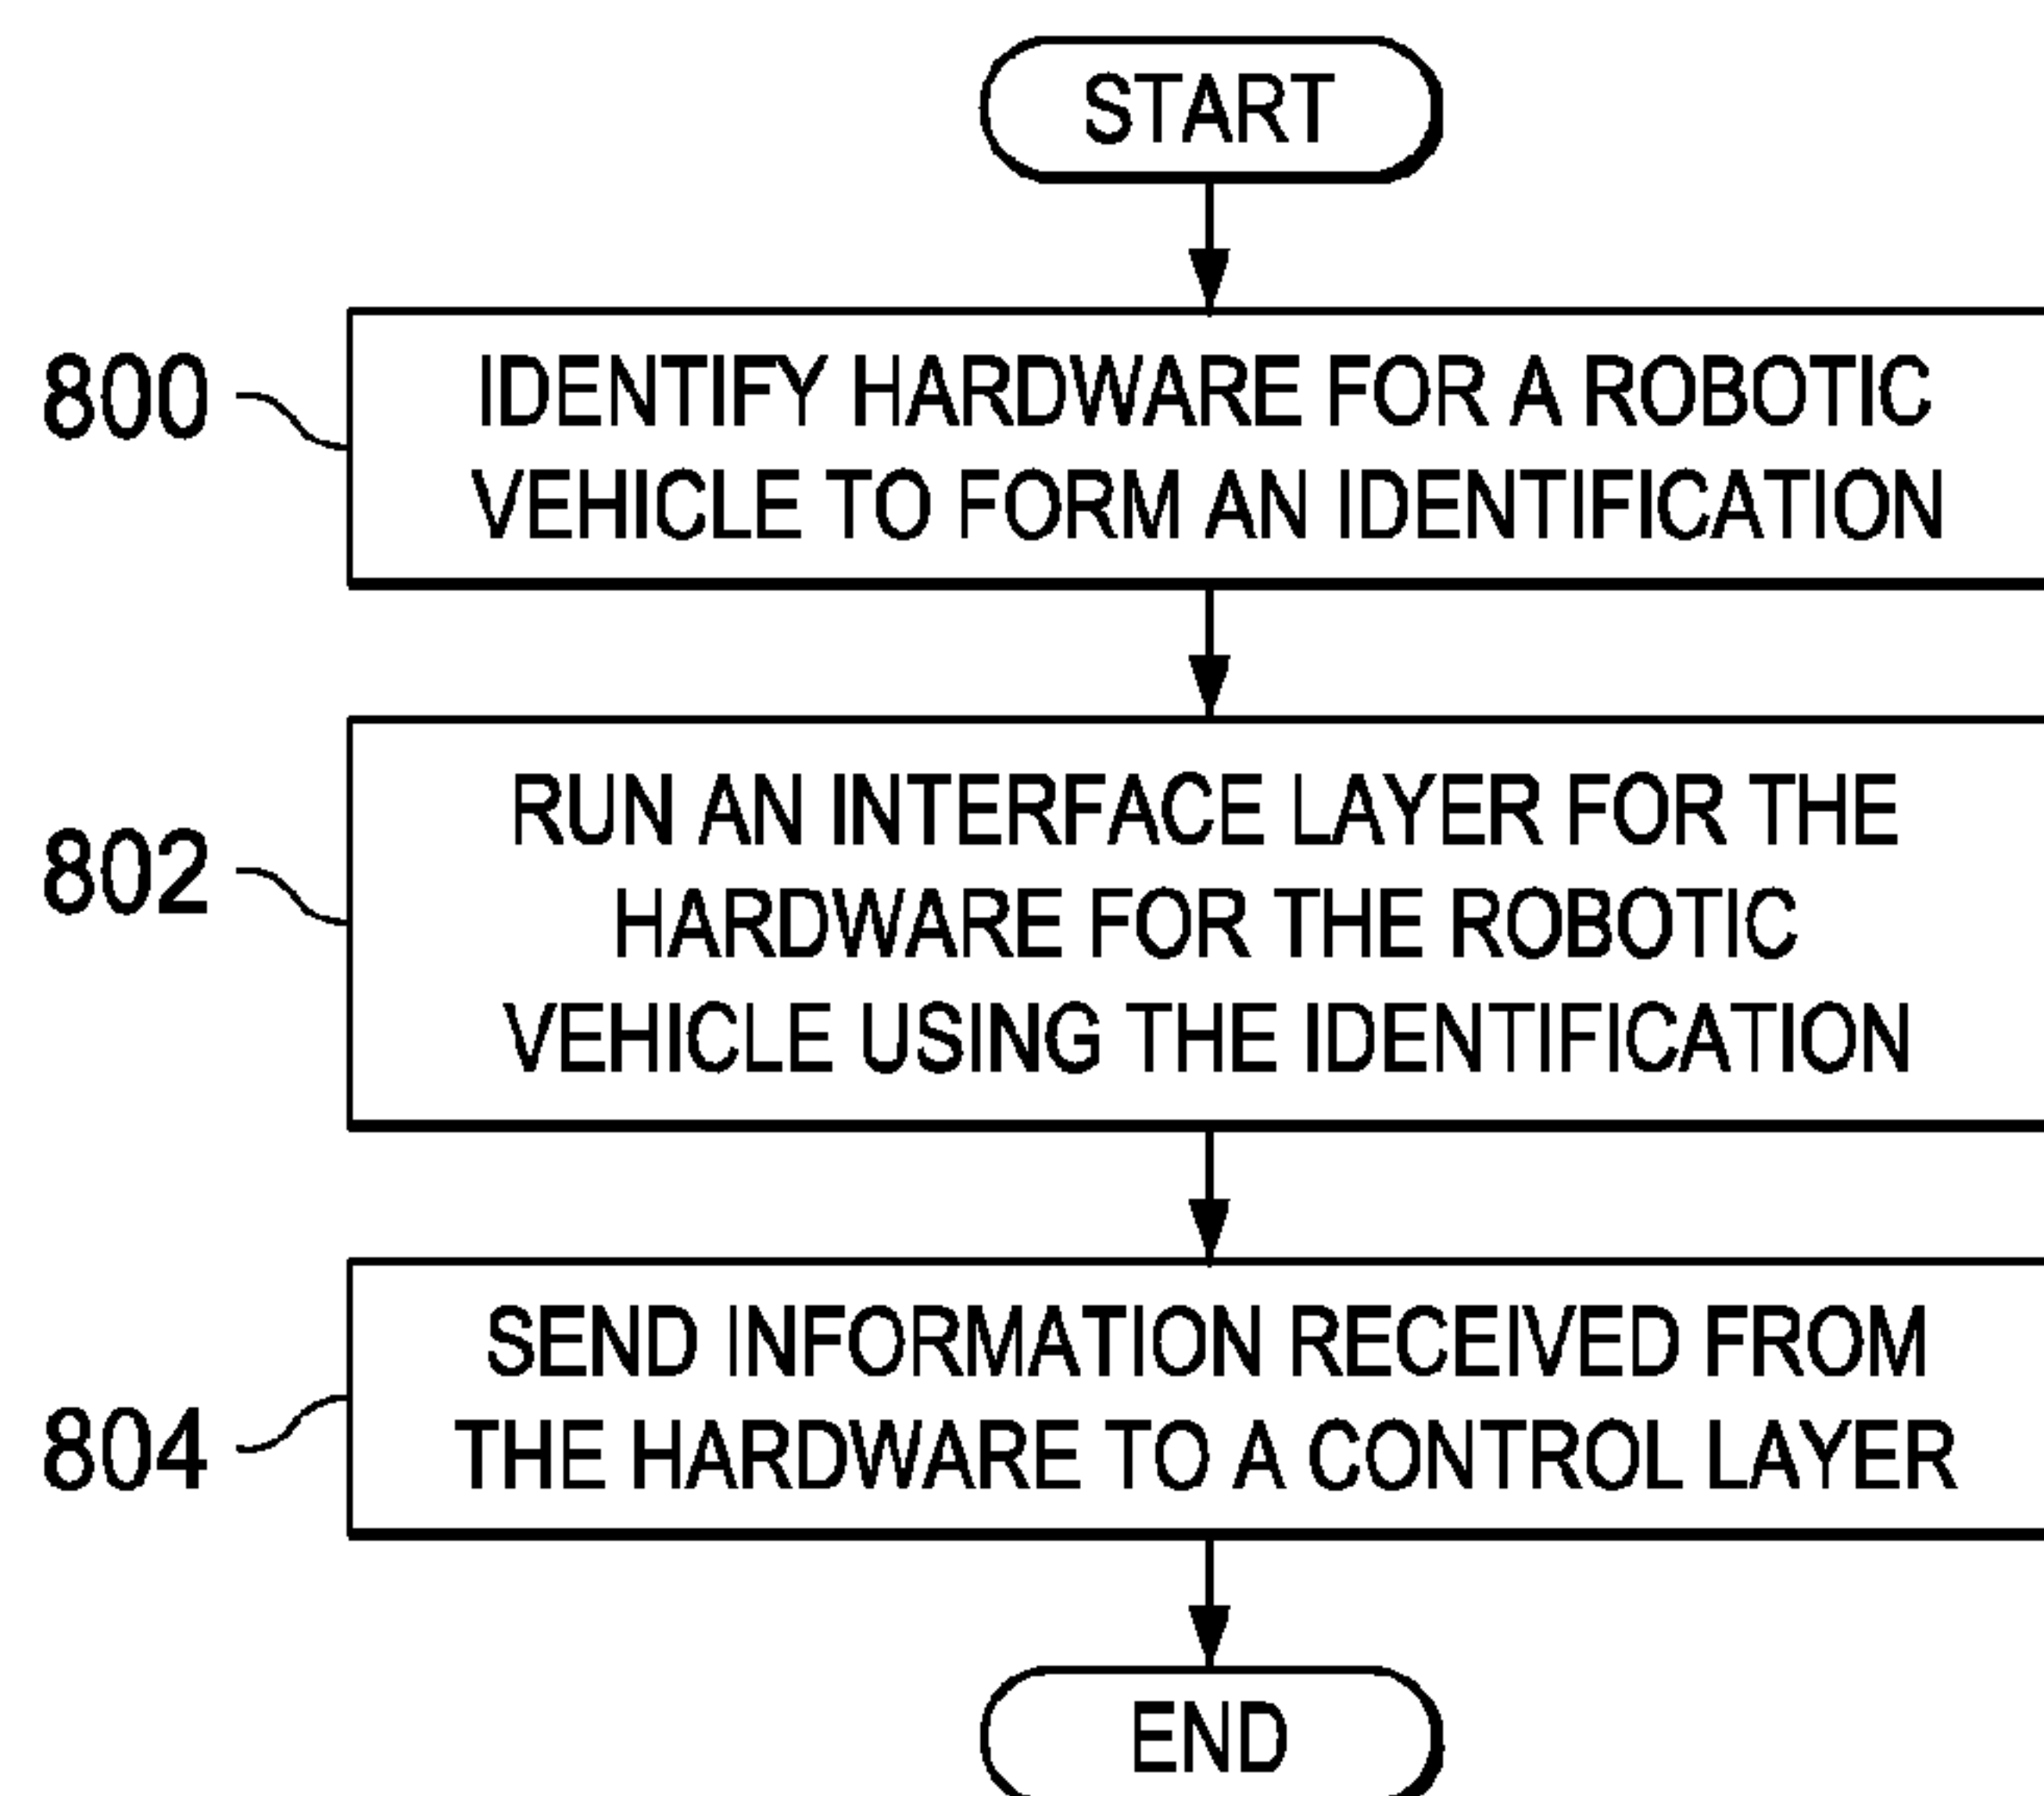 START
800
IDENTIFY HARDWARE FOR A ROBOTIC
VEHICLE TO FORM AN IDENTIFICATION
802
RUN AN INTERFACE LAYER FOR THE
HARDWARE FOR THE ROBOTIC
VEHICLE USING THE IDENTIFICATION
804
SEND INFORMATION RECEIVED FROM
THE HARDWARE TO A CONTROL LAYER
END